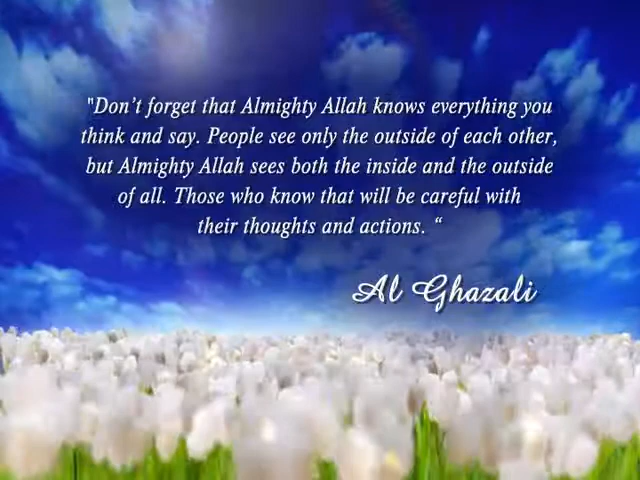 "Don't forget that Almighty Allah knows everything you
think and say. People see only the outside of each other,
but Almighty Allah sees both the inside and the outside
of all. Those who know that will be careful with
their thoughts and actions. “
Al Ghazali